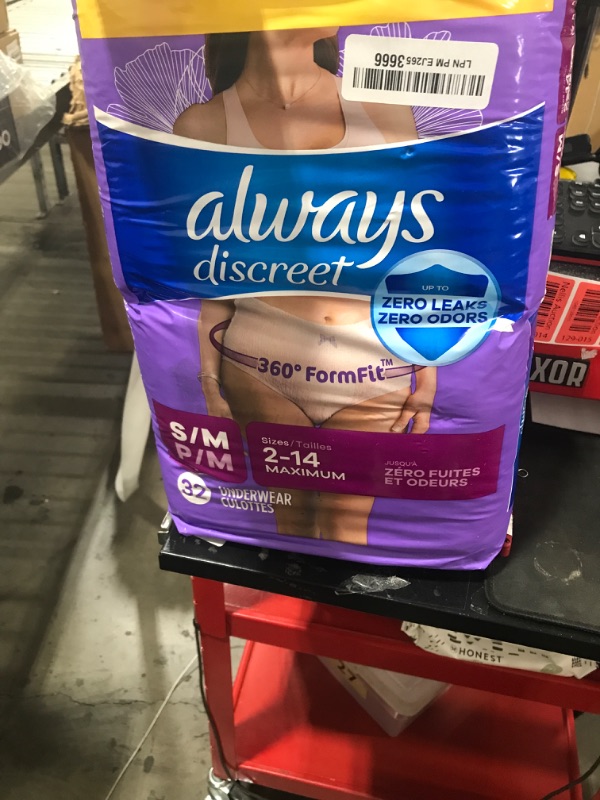 LPN PM EJ265 3666
always
discreet
UP TO
ZERO LEAKS
ZERO ODORS
360° FormFit™
S/M
P/M
Sizes/Tailles
2-14
MAXIMUM
JUSQU'À
ZÉRO FUITES
ET ODEURS
32 UNDERWEAR
CULOTTES
XOR
HONEST